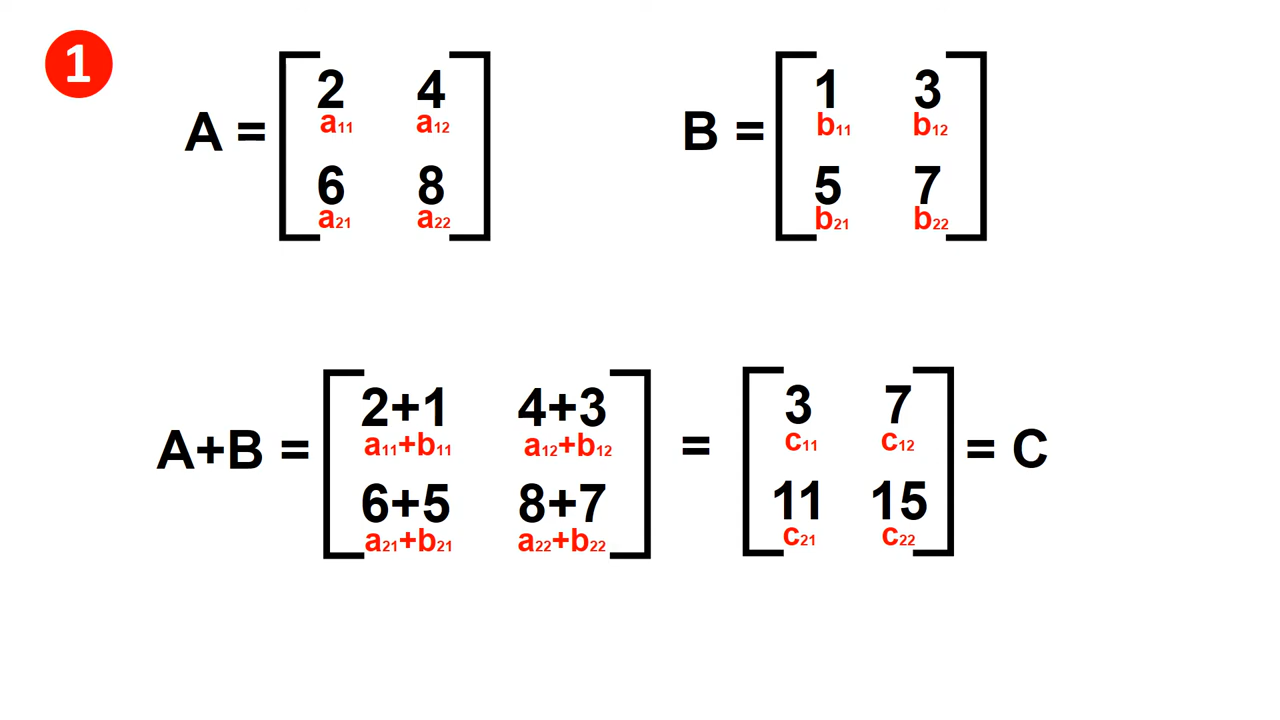 1
2 4
a11 a12
A =
6 8
a21 a22
1 3
b11 b12
B =
5 7
b21 b22
2+1 4+3
a11+b11 a12+b12
A+B =
6+5 8+7
a21+b21 a22+b22
=
3 7
c11 c12
11 15
c21 c22
= C